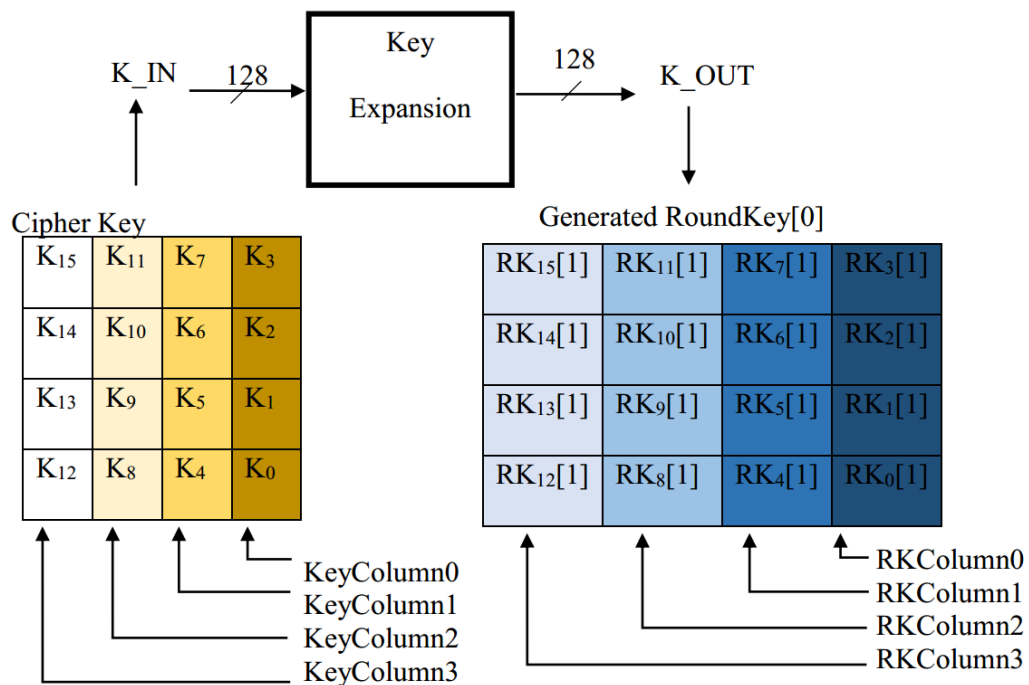 Key
Expansion
K_IN
128
128
K_OUT
Cipher Key
K₁₅ K₁₁ K₇ K₃
K₁₄ K₁₀ K₆ K₂
K₁₃ K₉ K₅ K₁
K₁₂ K₈ K₄ K₀
KeyColumn0
KeyColumn1
KeyColumn2
KeyColumn3
Generated RoundKey[0]
RK₁₅[1] RK₁₁[1] RK₇[1] RK₃[1]
RK₁₄[1] RK₁₀[1] RK₆[1] RK₂[1]
RK₁₃[1] RK₉[1] RK₅[1] RK₁[1]
RK₁₂[1] RK₈[1] RK₄[1] RK₀[1]
RKColumn0
RKColumn1
RKColumn2
RKColumn3